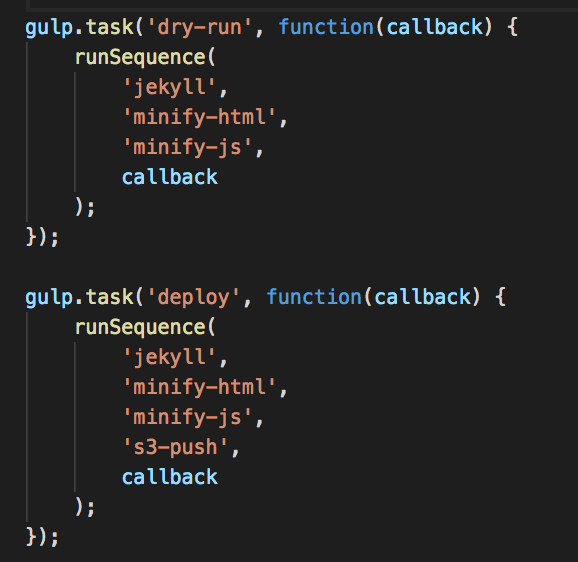 gulp.task('dry-run', function(callback) {
    runSequence(
        'jekyll',
        'minify-html',
        'minify-js',
        callback
    );
});

gulp.task('deploy', function(callback) {
    runSequence(
        'jekyll',
        'minify-html',
        'minify-js',
        's3-push',
        callback
    );
});